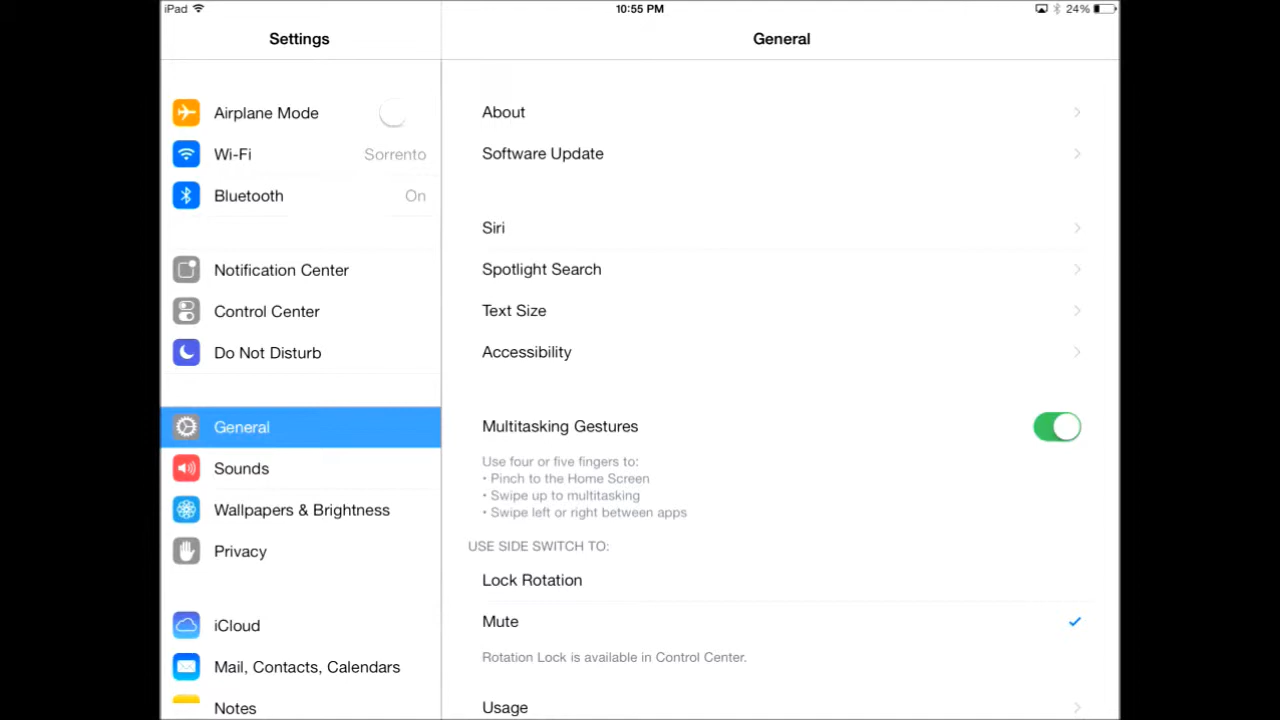 iPad 10:55 PM 24%
Settings
General
Airplane Mode
Wi-Fi Sorrento
Bluetooth On
Notification Center
Control Center
Do Not Disturb
General
Sounds
Wallpapers & Brightness
Privacy
iCloud
Mail, Contacts, Calendars
Notes
About
Software Update
Siri
Spotlight Search
Text Size
Accessibility
Multitasking Gestures
Use four or five fingers to:
• Pinch to the Home Screen
• Swipe up to multitasking
• Swipe left or right between apps
USE SIDE SWITCH TO:
Lock Rotation
Mute
Rotation Lock is available in Control Center.
Usage